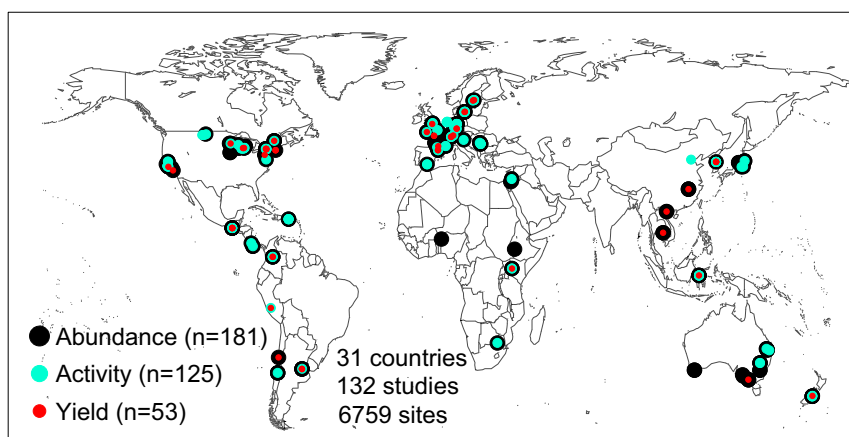 Abundance (n=181)
Activity (n=125)
Yield (n=53)
31 countries
132 studies
6759 sites